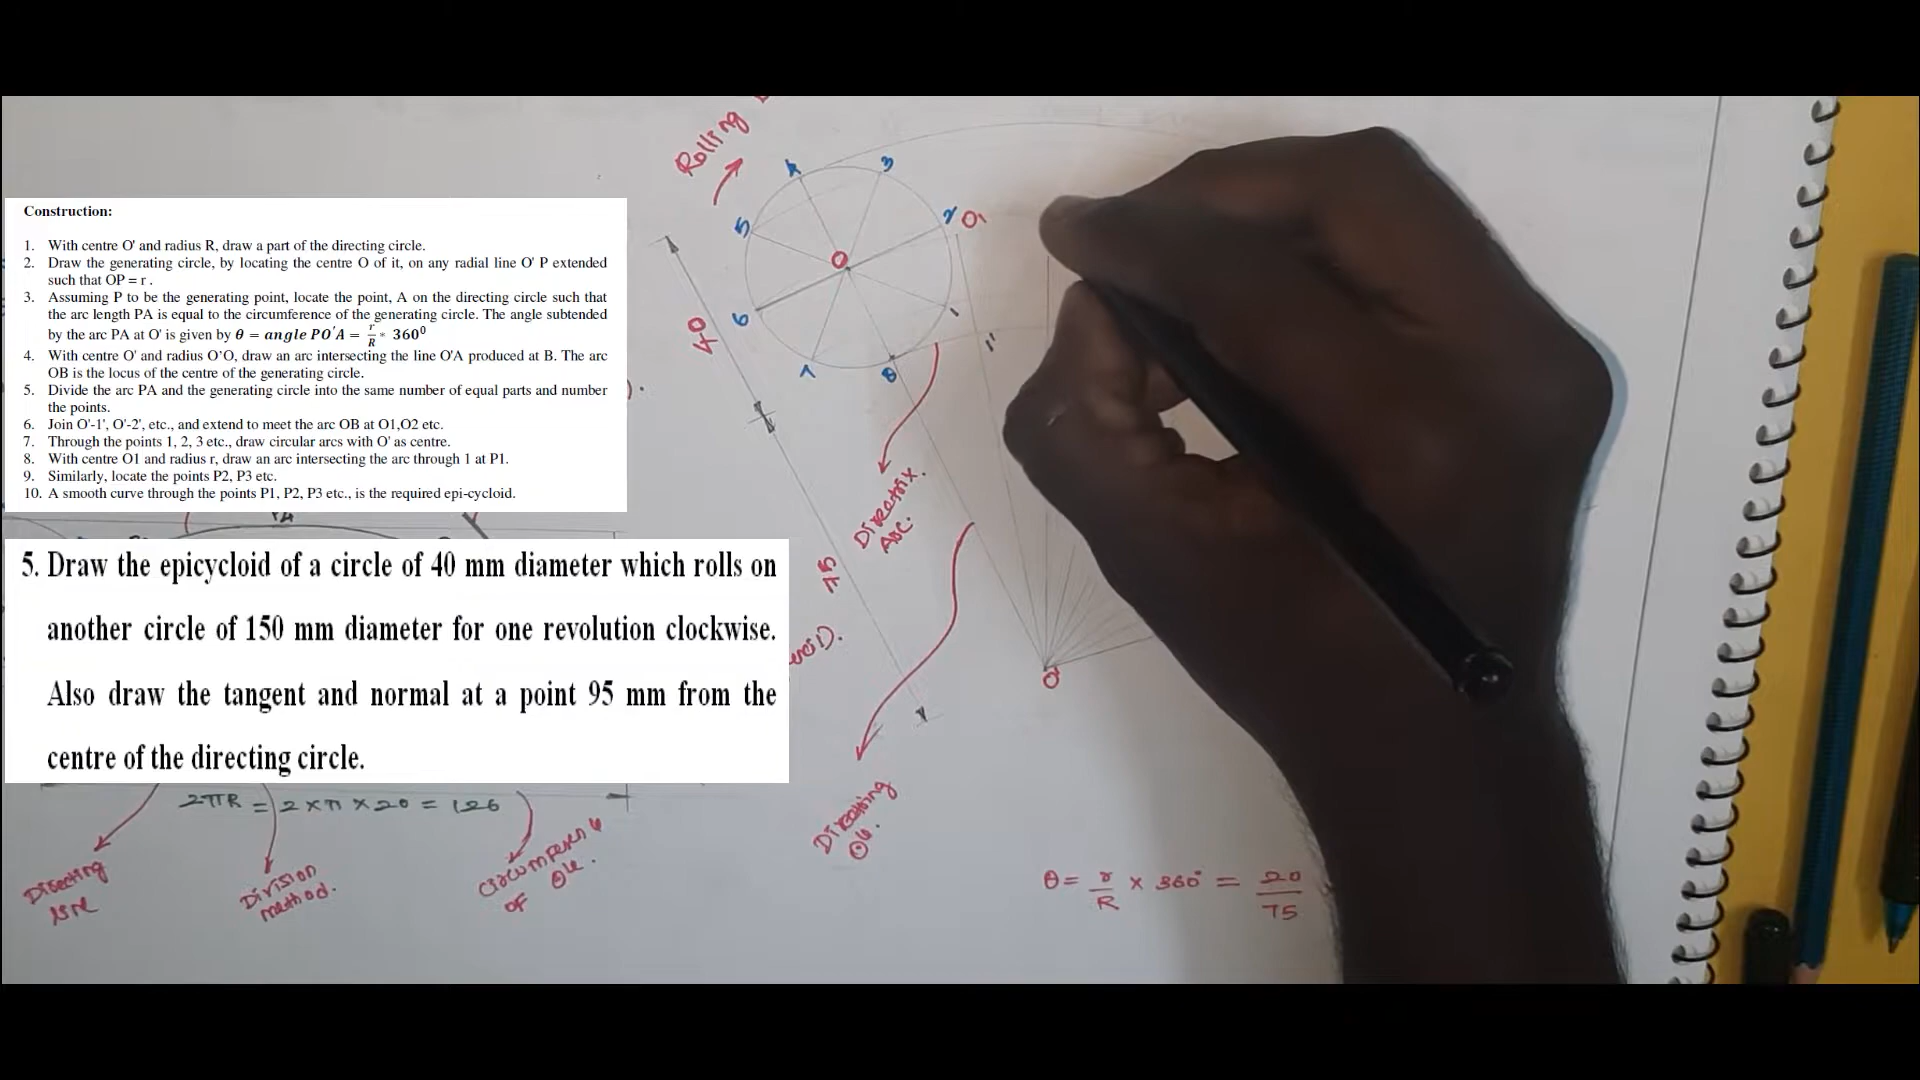 Construction:
1. With centre O' and radius R, draw a part of the directing circle.
2. Draw the generating circle, by locating the centre O of it, on any radial line O' P extended
such that OP = r .
3. Assuming P to be the generating point, locate the point, A on the directing circle such that
the arc length PA is equal to the circumference of the generating circle. The angle subtended
by the arc PA at O' is given by θ = angle PO'A = r/R * 360⁰
4. With centre O' and radius O'O, draw an arc intersecting the line O'A produced at B. The arc
OB is the locus of the centre of the generating circle.
5. Divide the arc PA and the generating circle into the same number of equal parts and number
the points.
6. Join O'-1', O'-2', etc., and extend to meet the arc OB at O1,O2 etc.
7. Through the points 1, 2, 3 etc., draw circular arcs with O' as centre.
8. With centre O1 and radius r, draw an arc intersecting the arc through 1 at P1.
9. Similarly, locate the points P2, P3 etc.
10. A smooth curve through the points P1, P2, P3 etc., is the required epi-cycloid.
5. Draw the epicycloid of a circle of 40 mm diameter which rolls on
another circle of 150 mm diameter for one revolution clockwise.
Also draw the tangent and normal at a point 95 mm from the
centre of the directing circle.
Rolling
4
3
5
2
O1
O
6
1
1'
7
8
40
75
Directrix
Arc.
O'
Directing
2πR = 2 × π × 20 = 126
Directing
line
Division
method.
of
θ = r/R × 360° = 20/75